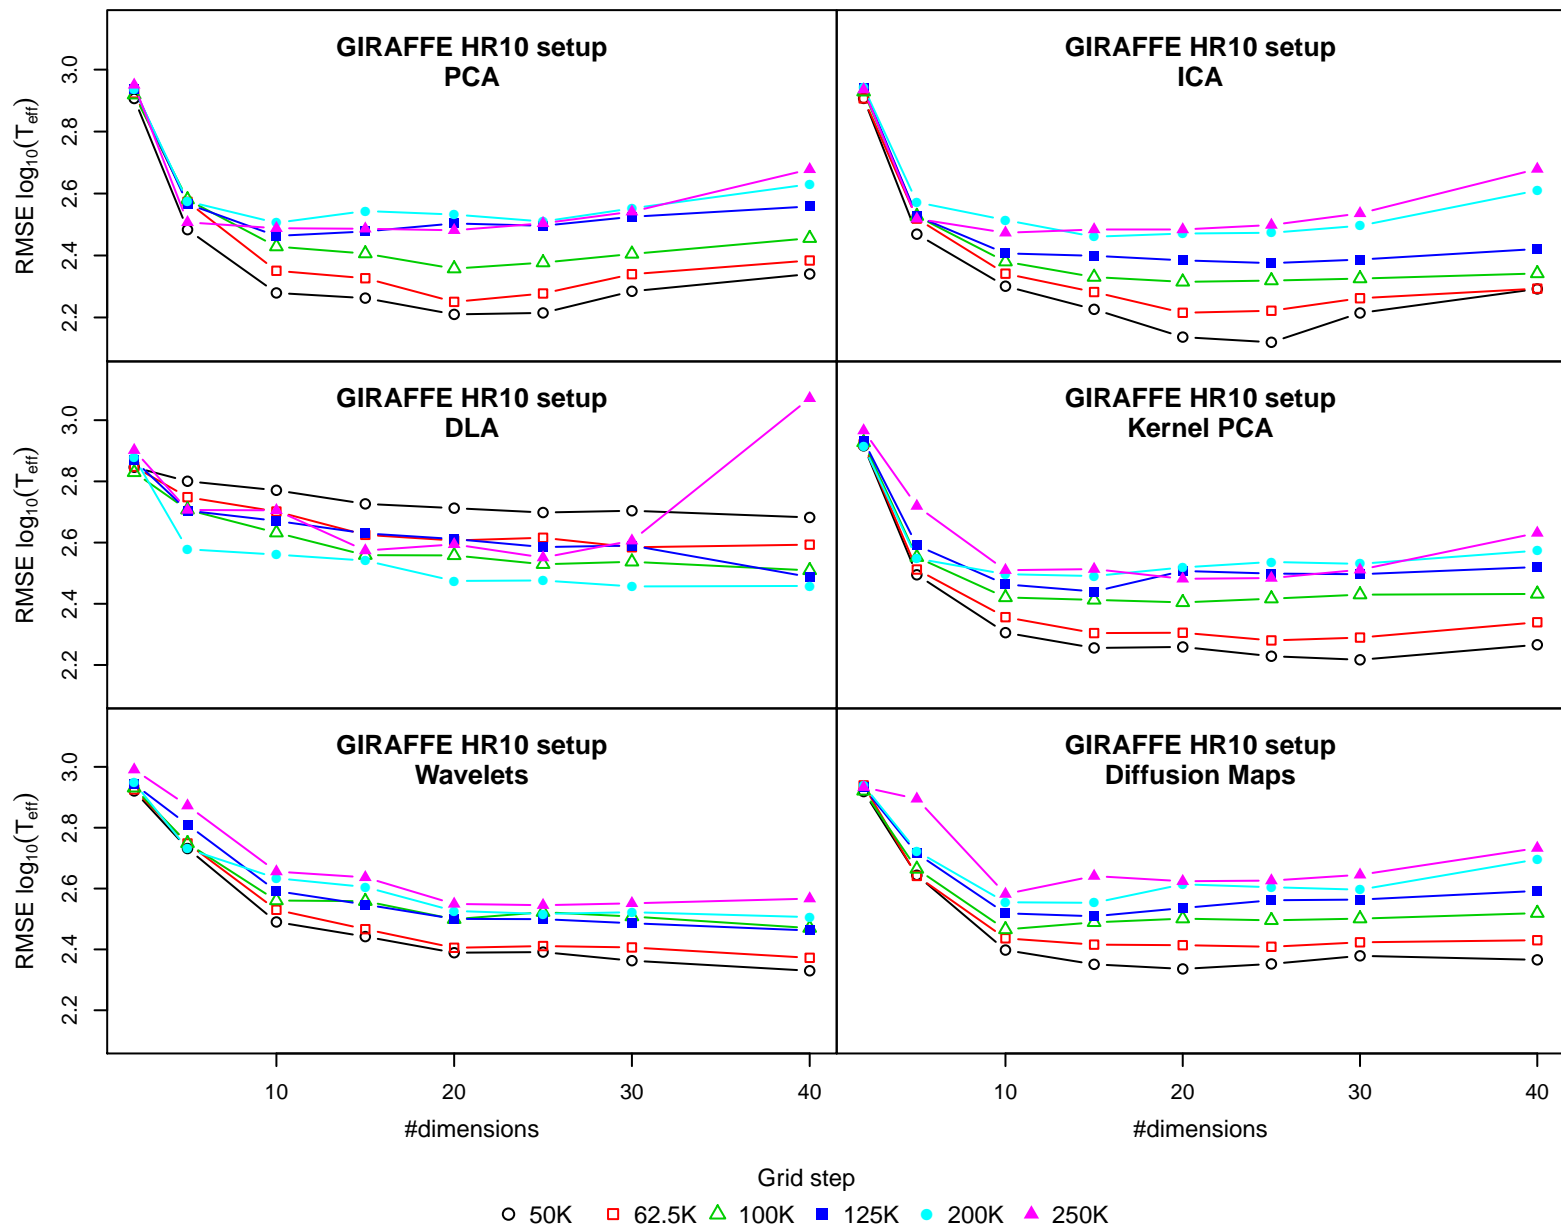 GIRAFFE HR10 setup
PCA
GIRAFFE HR10 setup
ICA
RMSE log₁₀(T_eff)
3.0
2.8
2.6
2.4
2.2
GIRAFFE HR10 setup
DLA
GIRAFFE HR10 setup
Kernel PCA
RMSE log₁₀(T_eff)
3.0
2.8
2.6
2.4
2.2
GIRAFFE HR10 setup
Wavelets
GIRAFFE HR10 setup
Diffusion Maps
RMSE log₁₀(T_eff)
3.0
2.8
2.6
2.4
2.2
10 20 30 40
10 20 30 40
#dimensions
#dimensions
Grid step
50K 62.5K 100K 125K 200K 250K